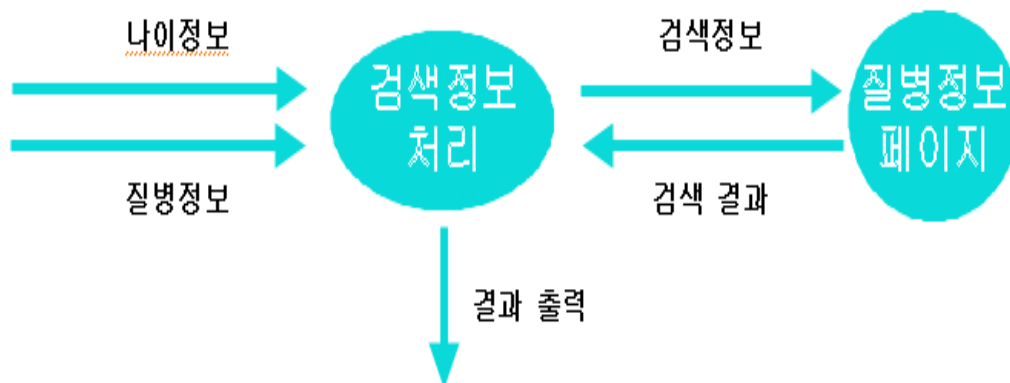 나이정보
검색정보
처리
질병정보
검색정보
검색 결과
질병정보
페이지
결과 출력